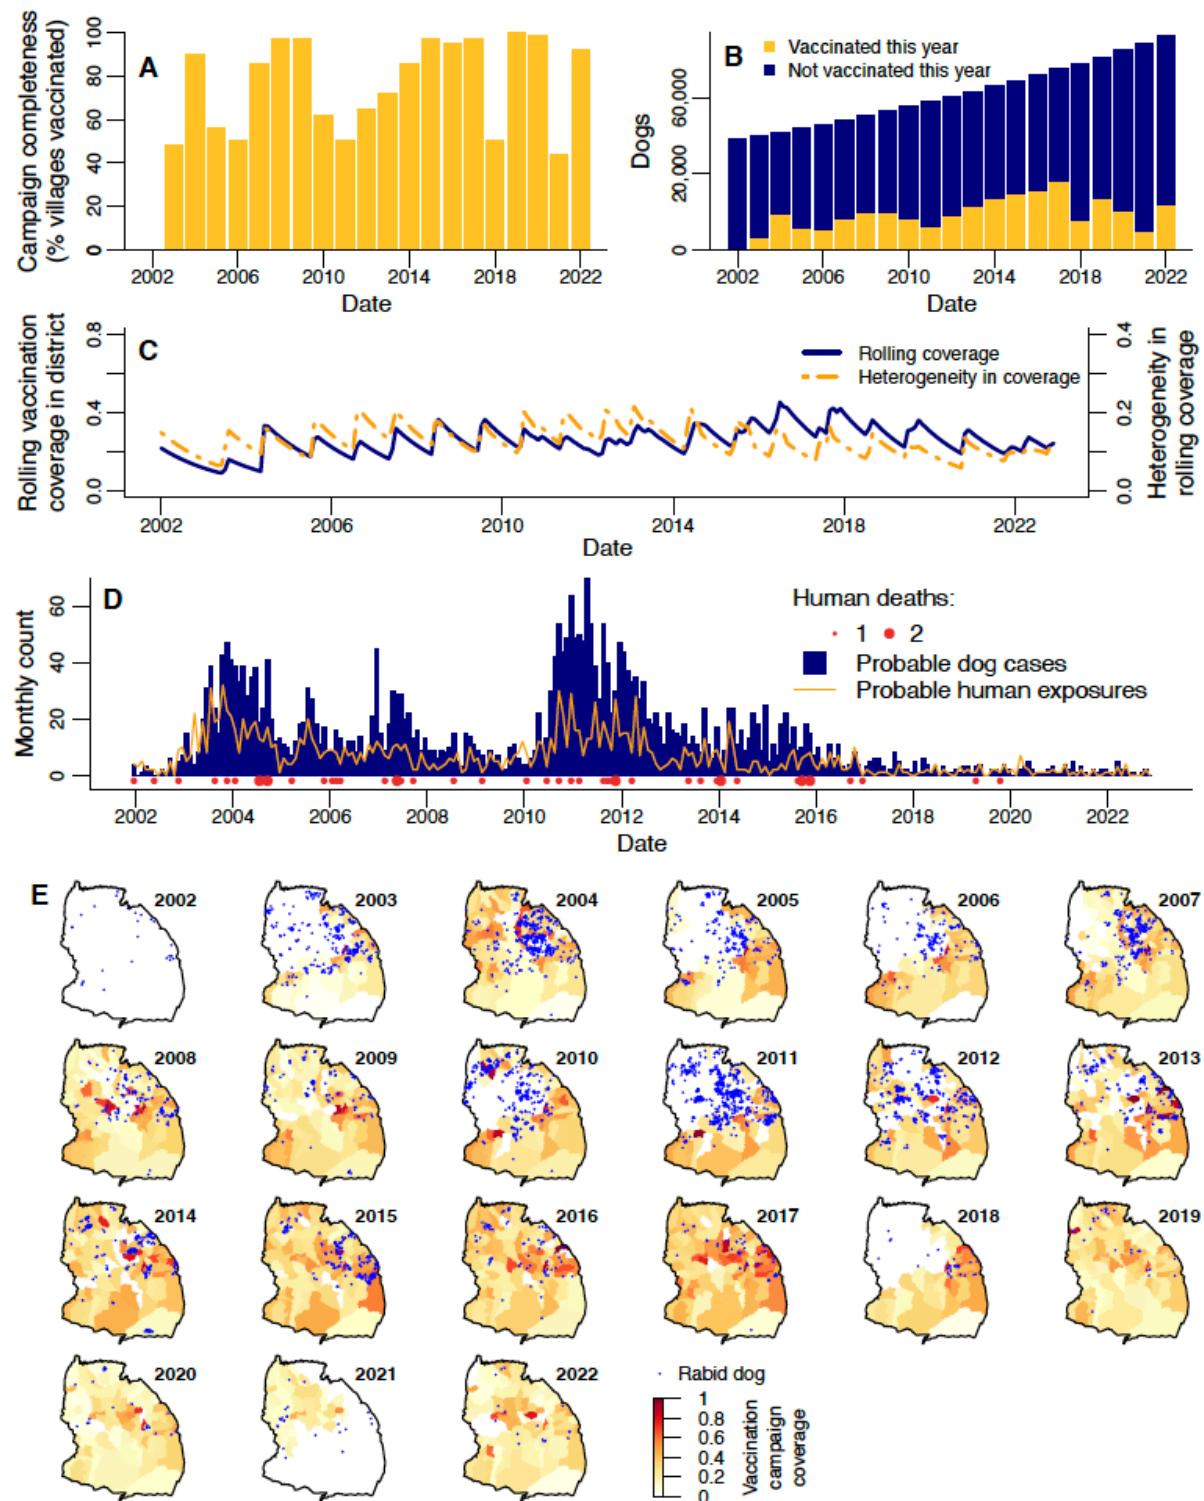 A
Campaign completeness
(% villages vaccinated)
100
80
60
40
20
0
0
2002 2006 2010 2014 2018 2022
Date
B
Vaccinated this year
Not vaccinated this year
Dogs
60,000
20,000
0
2002 2006 2010 2014 2018 2022
Date
C
Rolling vaccination
coverage in district
0.8
0.4
0.0
Rolling coverage
Heterogeneity in coverage
0.4
0.2
0.0
Heterogeneity in
rolling coverage
2002 2006 2010 2014 2018 2022
Date
D
Monthly count
60
40
20
0
Human deaths:
1 2
Probable dog cases
Probable human exposures
2002 2004 2006 2008 2010 2012 2014 2016 2018 2020 2022
Date
E
2002 2003 2004 2005 2006 2007
2008 2009 2010 2011 2012 2013
2014 2015 2016 2017 2018 2019
2020 2021 2022
Rabid dog
1
0.8
0.6
0.4
0.2
0
Vaccination
campaign
coverage